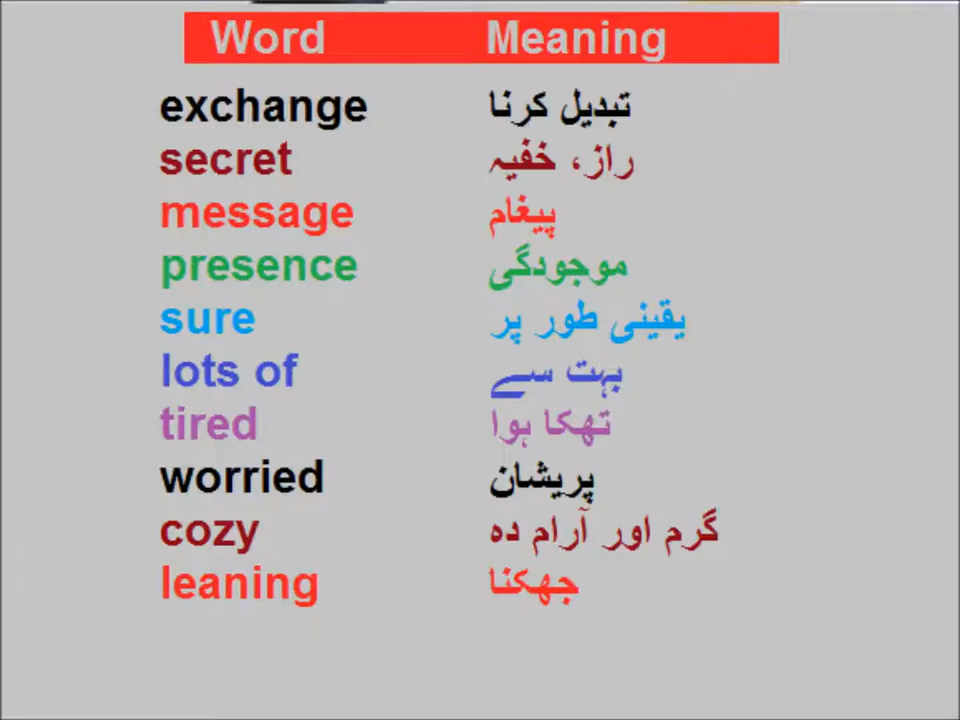 Word Meaning
exchange تبدیل کرنا
secret راز، خفیہ
message پیغام
presence موجودگی
sure یقینی طور پر
lots of بہت سے
tired تھکا ہوا
worried پریشان
cozy گرم اور آرام دہ
leaning جھکنا